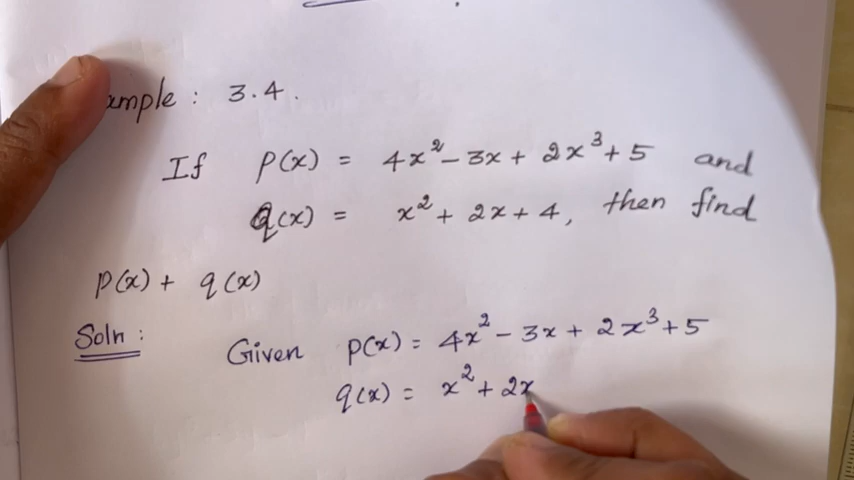 ample : 3.4.
If p(x) = 4x² - 3x + 2x³ + 5 and
q(x) = x² + 2x + 4, then find
p(x) + q(x)
Soln :
Given p(x) = 4x² - 3x + 2x³ + 5
q(x) = x² + 2x